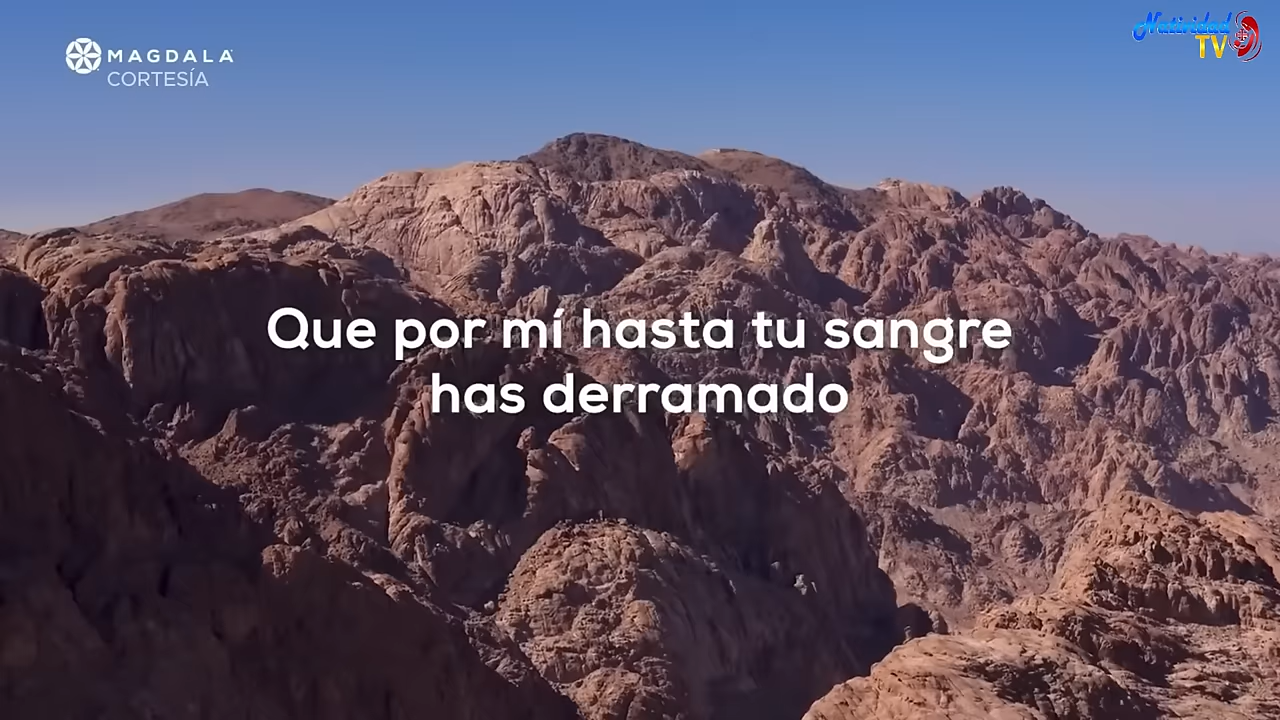 MAGDALA
CORTESÍA
Natividad
TV
Que por mí hasta tu sangre
has derramado